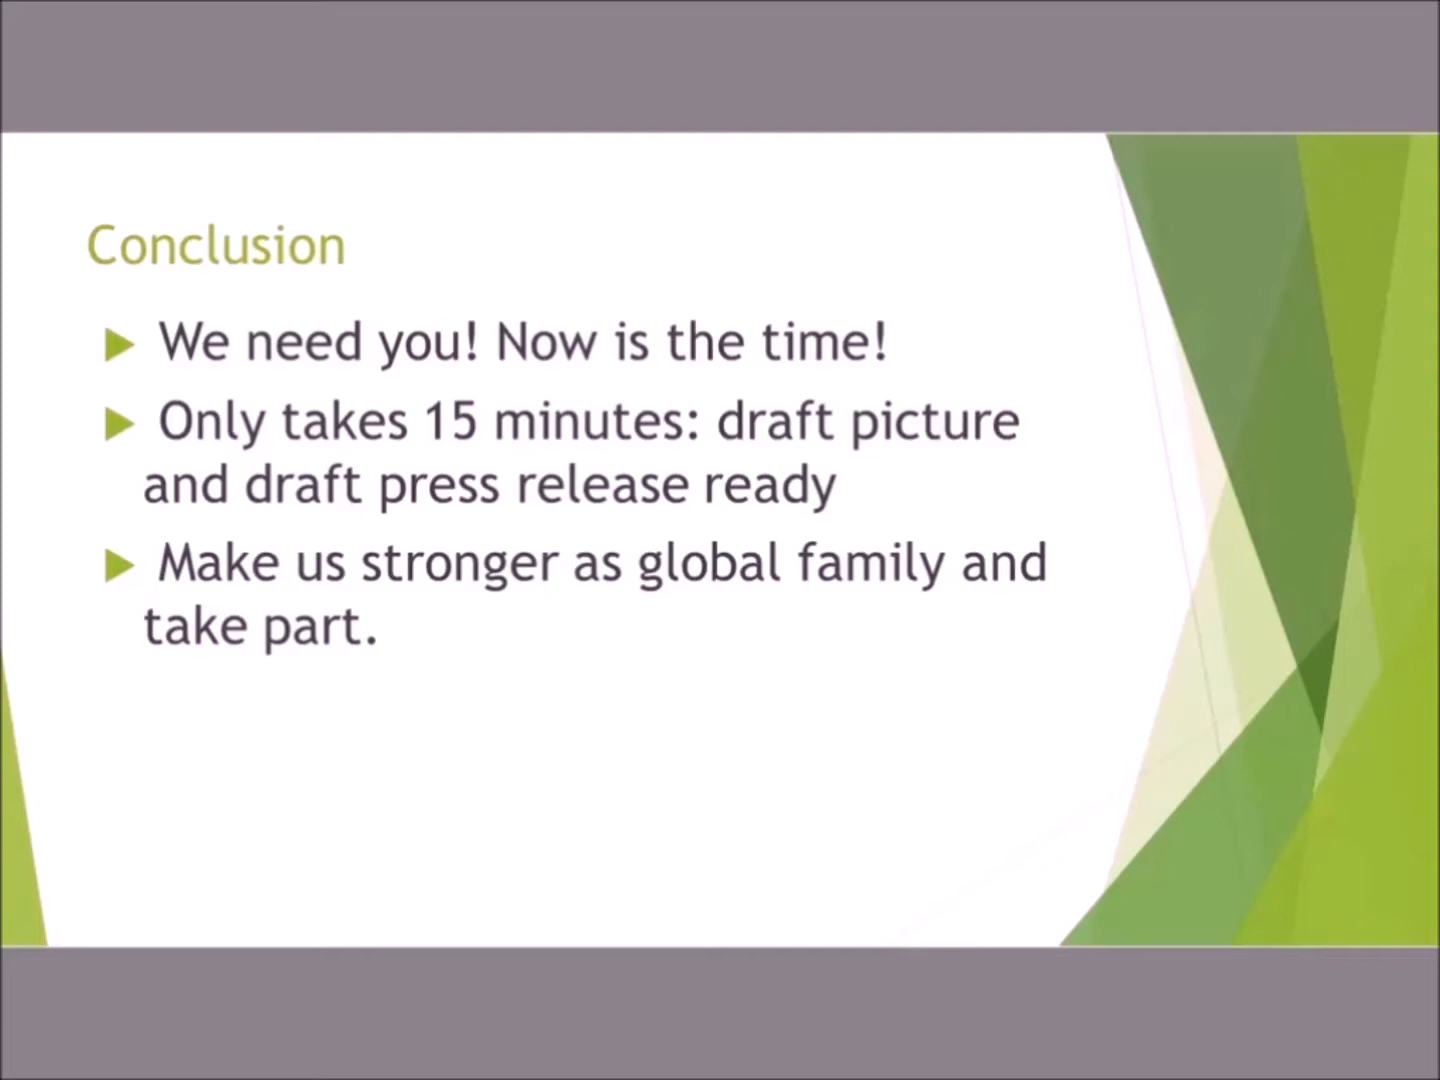 Conclusion
We need you! Now is the time!
Only takes 15 minutes: draft picture
and draft press release ready
Make us stronger as global family and
take part.